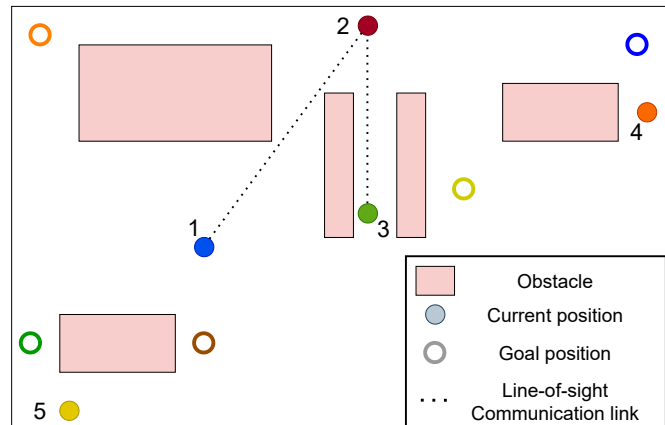 2
4
1
3
5
Obstacle
Current position
Goal position
Line-of-sight
Communication link